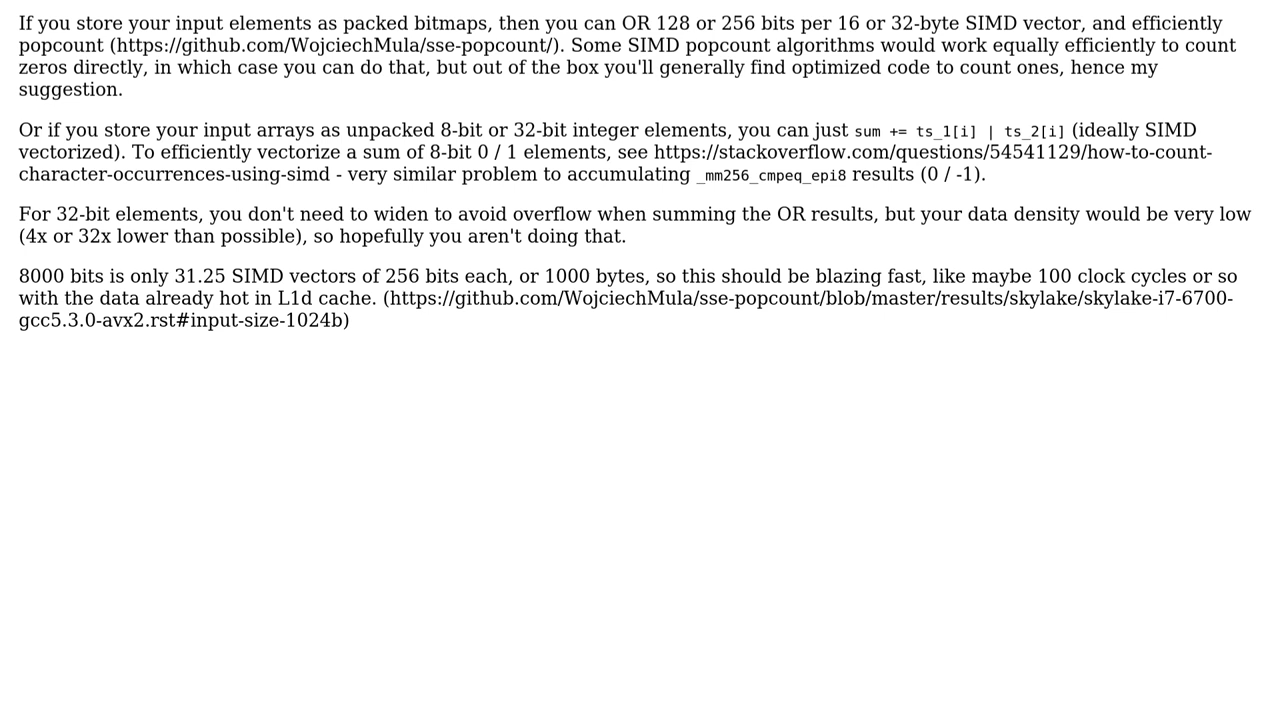 If you store your input elements as packed bitmaps, then you can OR 128 or 256 bits per 16 or 32-byte SIMD vector, and efficiently
popcount (https://github.com/WojciechMula/sse-popcount/). Some SIMD popcount algorithms would work equally efficiently to count
zeros directly, in which case you can do that, but out of the box you'll generally find optimized code to count ones, hence my
suggestion.
Or if you store your input arrays as unpacked 8-bit or 32-bit integer elements, you can just sum += ts_1[i] | ts_2[i] (ideally SIMD
vectorized). To efficiently vectorize a sum of 8-bit 0 / 1 elements, see https://stackoverflow.com/questions/54541129/how-to-count-
character-occurrences-using-simd - very similar problem to accumulating _mm256_cmpeq_epi8 results (0 / -1).
For 32-bit elements, you don't need to widen to avoid overflow when summing the OR results, but your data density would be very low
(4x or 32x lower than possible), so hopefully you aren't doing that.
8000 bits is only 31.25 SIMD vectors of 256 bits each, or 1000 bytes, so this should be blazing fast, like maybe 100 clock cycles or so
with the data already hot in L1d cache. (https://github.com/WojciechMula/sse-popcount/blob/master/results/skylake/skylake-i7-6700-
gcc5.3.0-avx2.rst#input-size-1024b)